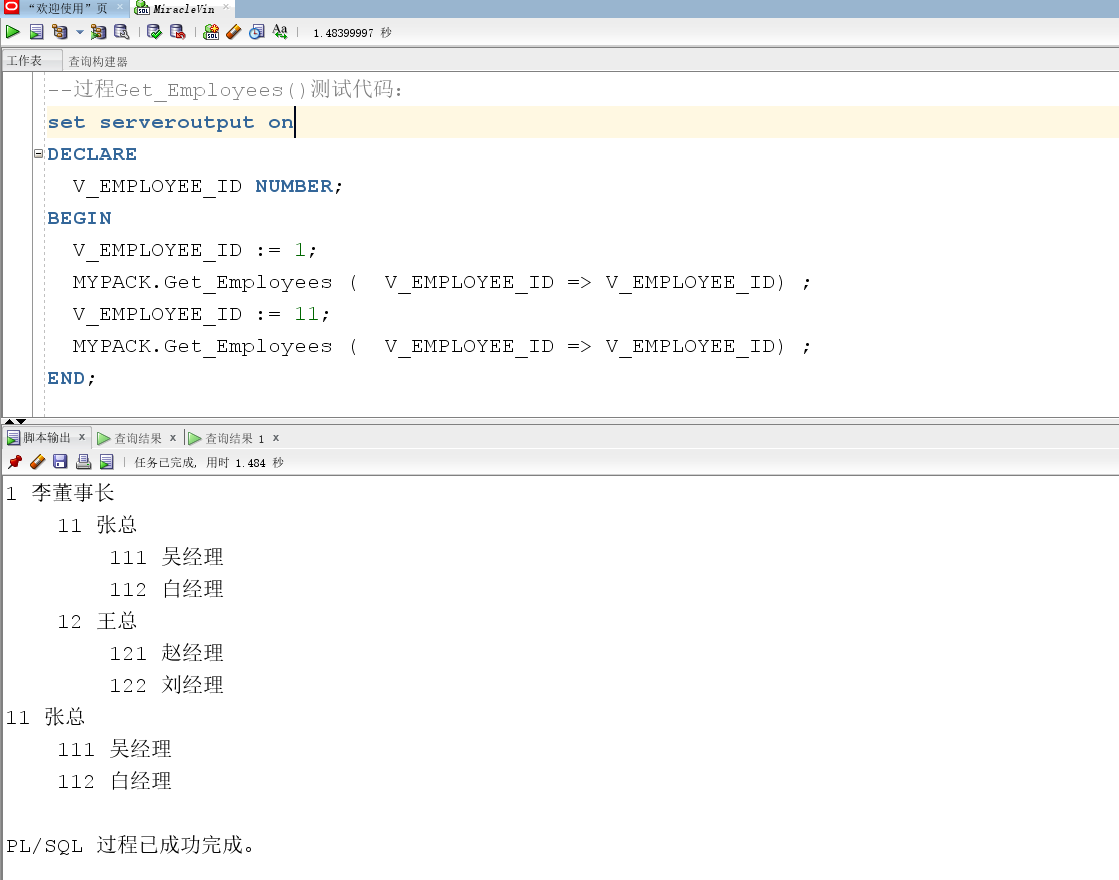 “欢迎使用”页 MiracleVin
1.48399997 秒
工作表 查询构建器
--过程Get_Employees()测试代码：
set serveroutput on
DECLARE
  V_EMPLOYEE_ID NUMBER;
BEGIN
  V_EMPLOYEE_ID := 1;
  MYPACK.Get_Employees (  V_EMPLOYEE_ID => V_EMPLOYEE_ID) ;
  V_EMPLOYEE_ID := 11;
  MYPACK.Get_Employees (  V_EMPLOYEE_ID => V_EMPLOYEE_ID) ;
END;
脚本输出 x 查询结果 x 查询结果 1 x
任务已完成, 用时 1.484 秒
1 李董事长
    11 张总
        111 吴经理
        112 白经理
    12 王总
        121 赵经理
        122 刘经理
11 张总
    111 吴经理
    112 白经理
PL/SQL 过程已成功完成。